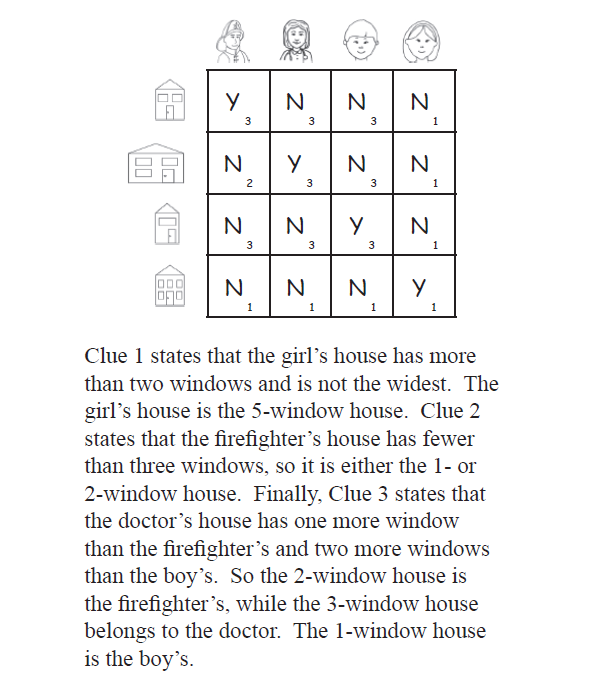 Y 3 N 3 N 3 N 1
N 2 Y 3 N 3 N 1
N 3 N 3 Y 3 N 1
N 1 N 1 N 1 Y 1
Clue 1 states that the girl's house has more
than two windows and is not the widest.  The
girl's house is the 5-window house.  Clue 2
states that the firefighter's house has fewer
than three windows, so it is either the 1- or
2-window house.  Finally, Clue 3 states that
the doctor's house has one more window
than the firefighter's and two more windows
than the boy's.  So the 2-window house is
the firefighter's, while the 3-window house
belongs to the doctor.  The 1-window house
is the boy's.